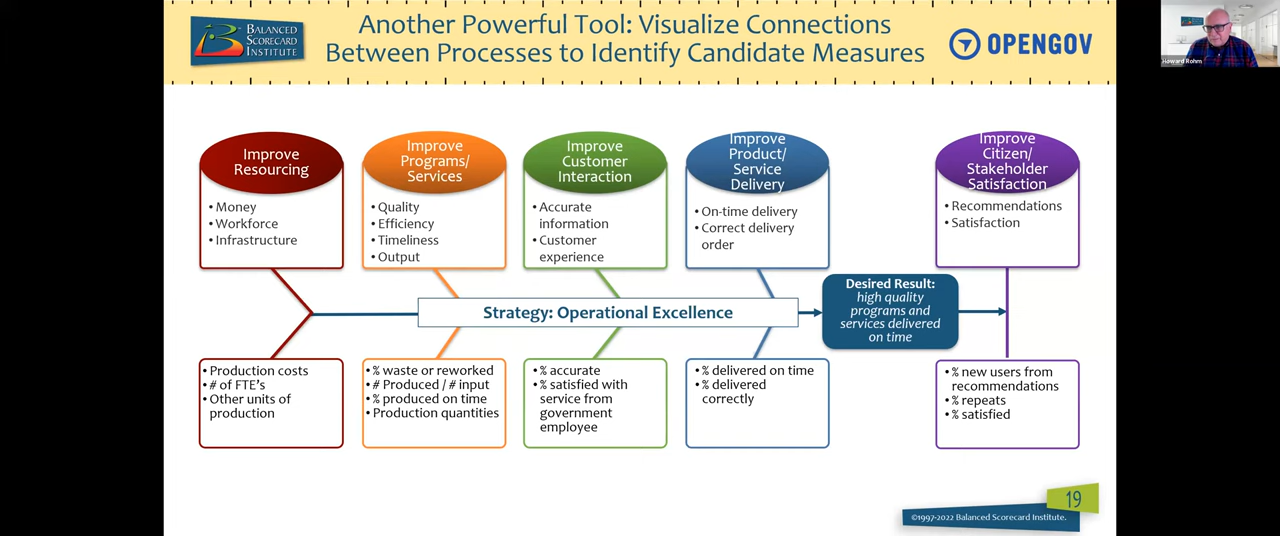 BALANCED
SCORECARD
INSTITUTE
Another Powerful Tool: Visualize Connections
Between Processes to Identify Candidate Measures
OPENGOV
Howard Rohm
Improve
Resourcing
• Money
• Workforce
• Infrastructure
Improve
Programs/
Services
• Quality
• Efficiency
• Timeliness
• Output
Improve
Customer
Interaction
• Accurate
information
• Customer
experience
Improve
Product/
Service
Delivery
• On-time delivery
• Correct delivery
order
Improve
Citizen/
Stakeholder
Satisfaction
• Recommendations
• Satisfaction
Strategy: Operational Excellence
Desired Result:
high quality
programs and
services delivered
on time
• Production costs
• # of FTE's
• Other units of
production
• % waste or reworked
• # Produced / # input
• % produced on time
• Production quantities
• % accurate
• % satisfied with
service from
government
employee
• % delivered on time
• % delivered
correctly
• % new users from
recommendations
• % repeats
• % satisfied
19
©1997-2022 Balanced Scorecard Institute.